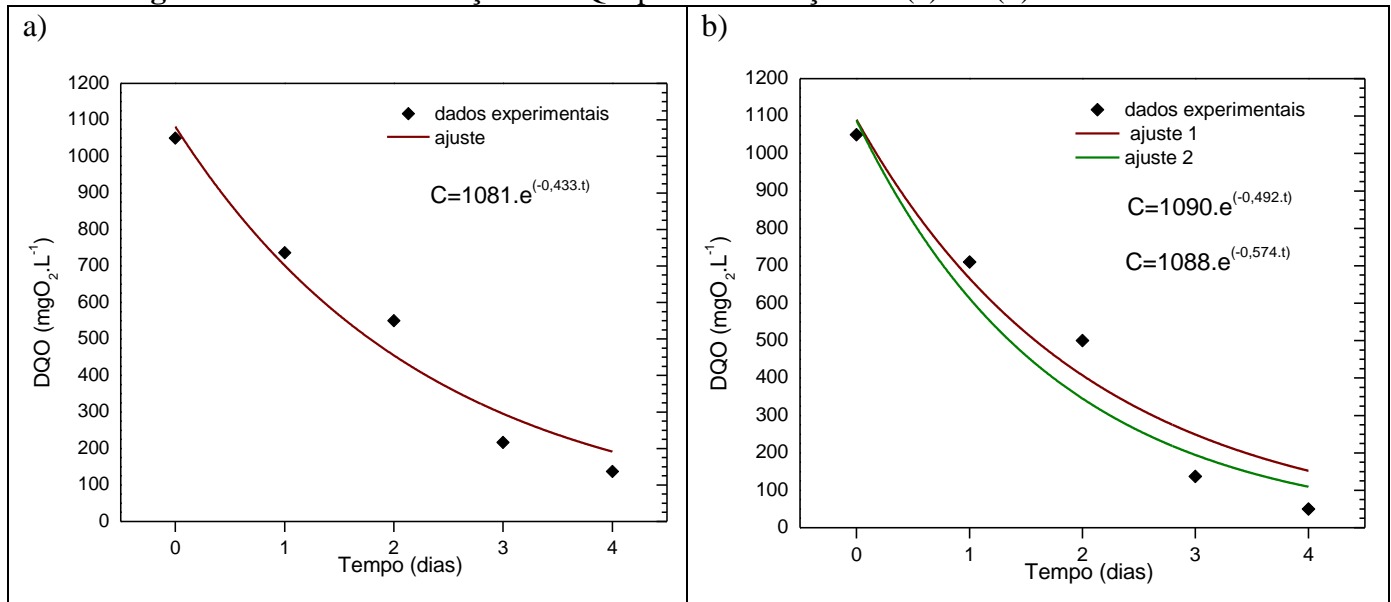 a)
1200
1100
1000
900
800
700
600
500
400
300
200
100
0
DQO (mgO₂.L⁻¹)
dados experimentais
ajuste
C=1081.e^(-0,433.t)
0 1 2 3 4
Tempo (dias)
b)
1200
1100
1000
900
800
700
600
500
400
300
200
100
0
DQO (mgO₂.L⁻¹)
dados experimentais
ajuste 1
ajuste 2
C=1090.e^(-0,492.t)
C=1088.e^(-0,574.t)
0 1 2 3 4
Tempo (dias)